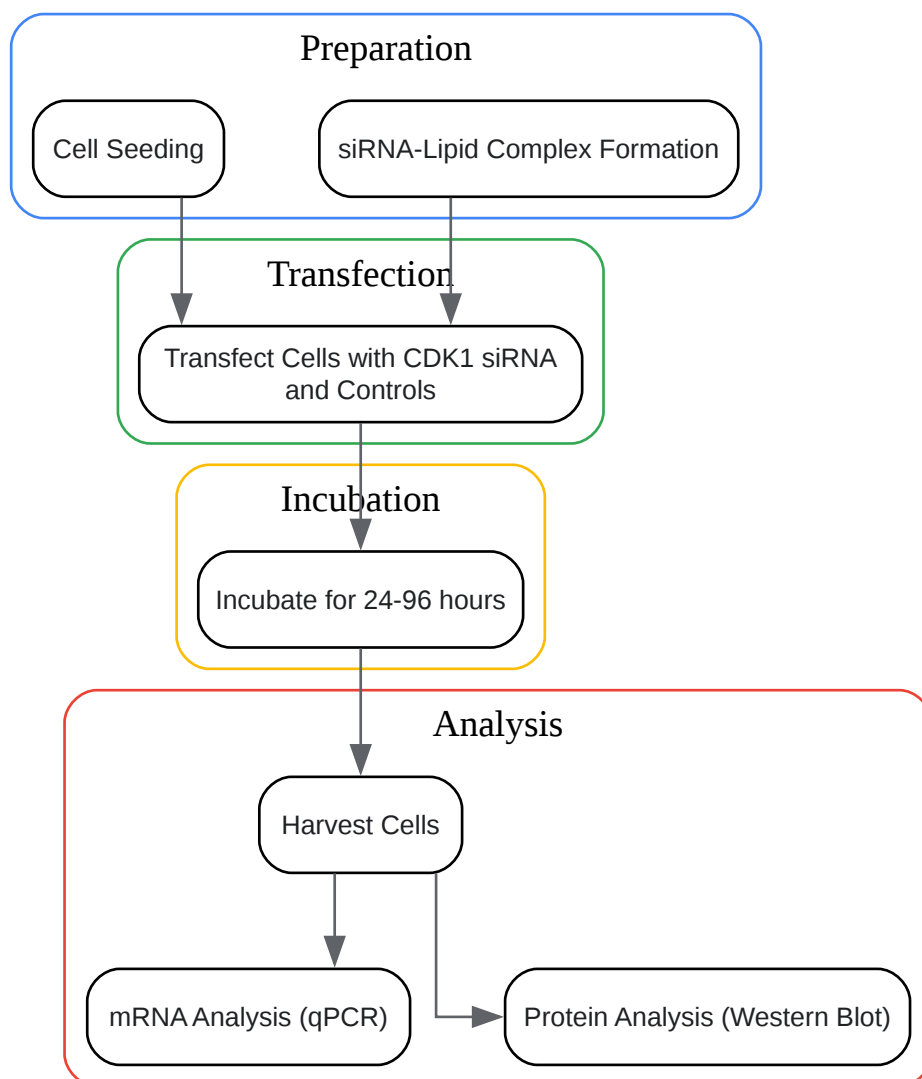 Preparation
Cell Seeding
siRNA-Lipid Complex Formation
Transfection
Transfect Cells with CDK1 siRNA
and Controls
Incubation
Incubate for 24-96 hours
Analysis
Harvest Cells
mRNA Analysis (qPCR)
Protein Analysis (Western Blot)